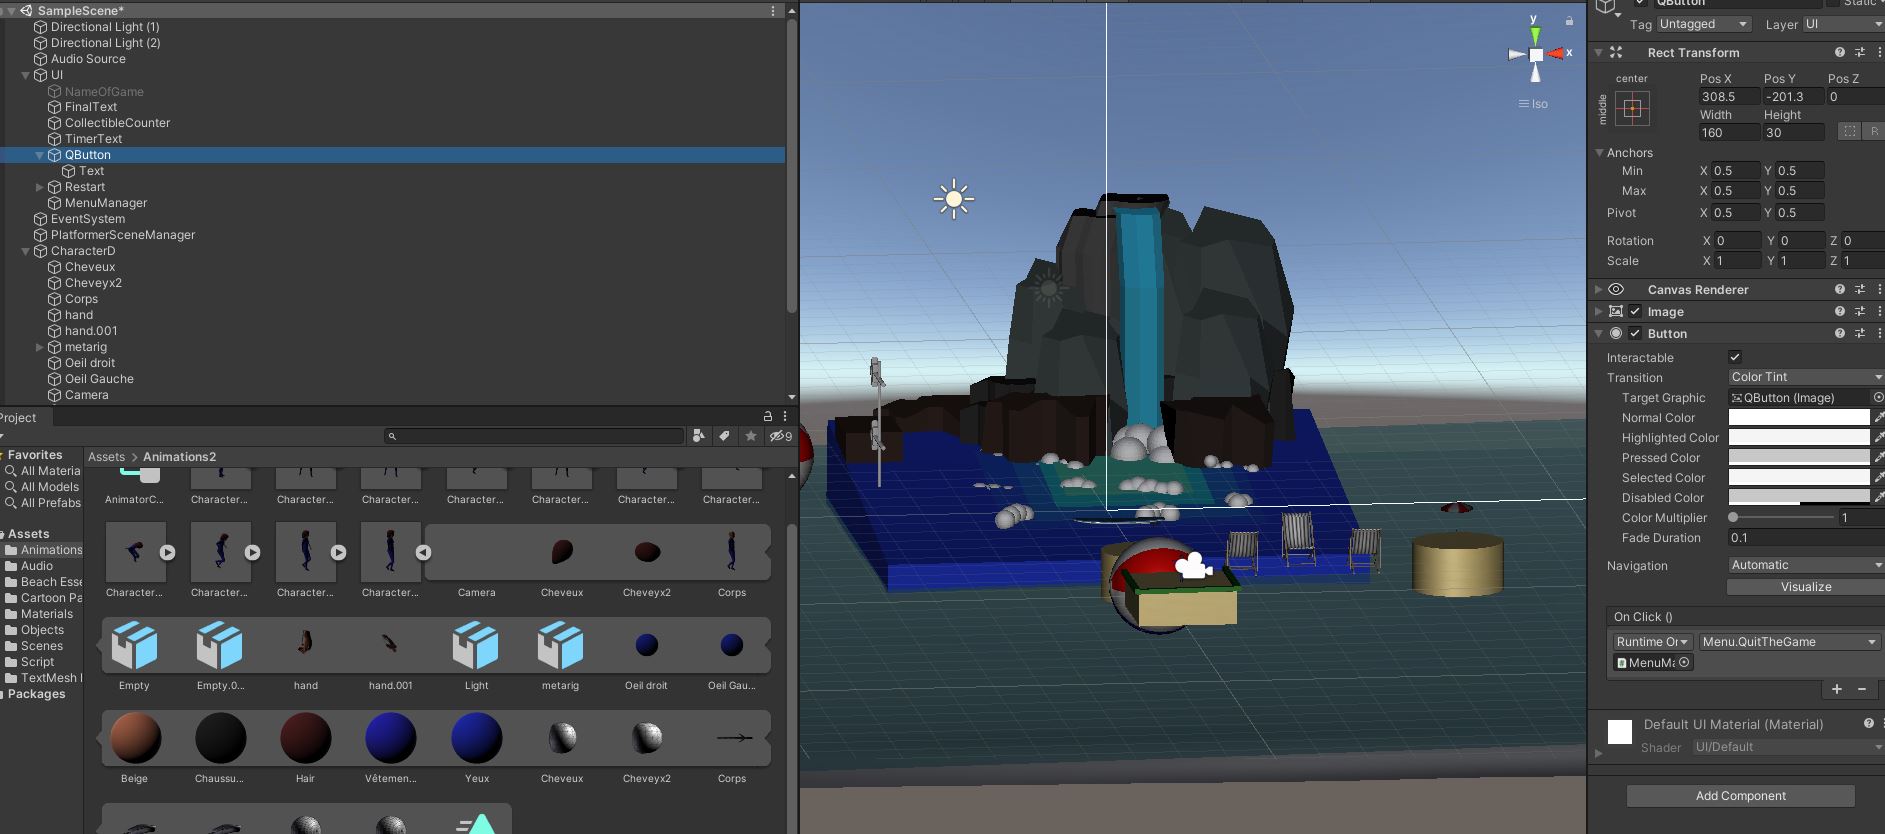 SampleScene*
Directional Light (1)
Directional Light (2)
Audio Source
UI
NameOfGame
FinalText
CollectibleCounter
TimerText
QButton
Text
Restart
MenuManager
EventSystem
PlatformerSceneManager
CharacterD
Cheveux
Cheveyx2
Corps
hand
hand.001
metarig
Oeil droit
Oeil Gauche
Camera
Project
9
Favorites
All Materia
All Models
All Prefabs
Assets
Animations
Audio
Beach Esse
Cartoon Pa
Materials
Objects
Scenes
Script
TextMesh
Packages
Assets > Animations2
AnimatorC... Character... Character... Character... Character... Character... Character... Character...
Character... Character... Character... Character... Camera Cheveux Cheveyx2 Corps
Empty Empty.0... hand hand.001 Light metarig Oeil droit Oeil Gau...
Beige Chaussu... Hair Vêtemen... Yeux Cheveux Cheveyx2 Corps
y
x
Iso
QButton Static
Tag Untagged Layer UI
Rect Transform
center Pos X Pos Y Pos Z
middle 308.5 -201.3 0
Width Height
160 30 R
Anchors
Min X 0.5 Y 0.5
Max X 0.5 Y 0.5
Pivot X 0.5 Y 0.5
Rotation X 0 Y 0 Z 0
Scale X 1 Y 1 Z 1
Canvas Renderer
Image
Button
Interactable
Transition Color Tint
Target Graphic QButton (Image)
Normal Color
Highlighted Color
Pressed Color
Selected Color
Disabled Color
Color Multiplier 1
Fade Duration 0.1
Navigation Automatic
Visualize
On Click ()
Runtime Or Menu.QuitTheGame
MenuMa
Default UI Material (Material)
Shader UI/Default
Add Component